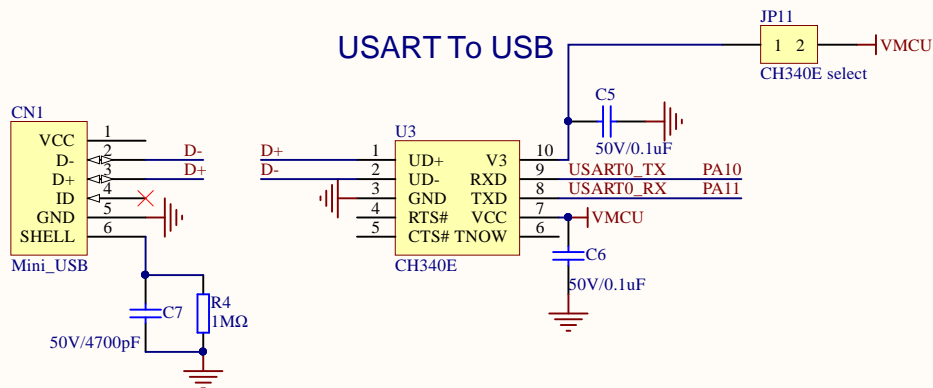 USART To USB
JP11
1 2
VMCU
CH340E select
CN1
VCC 1
D- 2 D-
D+ 3 D+
ID 4
GND 5
SHELL 6
Mini_USB
C7
50V/4700pF
R4
1MΩ
U3
D+ 1 UD+ V3 10
D- 2 UD- RXD 9 USART0_TX PA10
3 GND TXD 8 USART0_RX PA11
4 RTS# VCC 7 VMCU
5 CTS# TNOW 6
CH340E
C5
50V/0.1uF
C6
50V/0.1uF